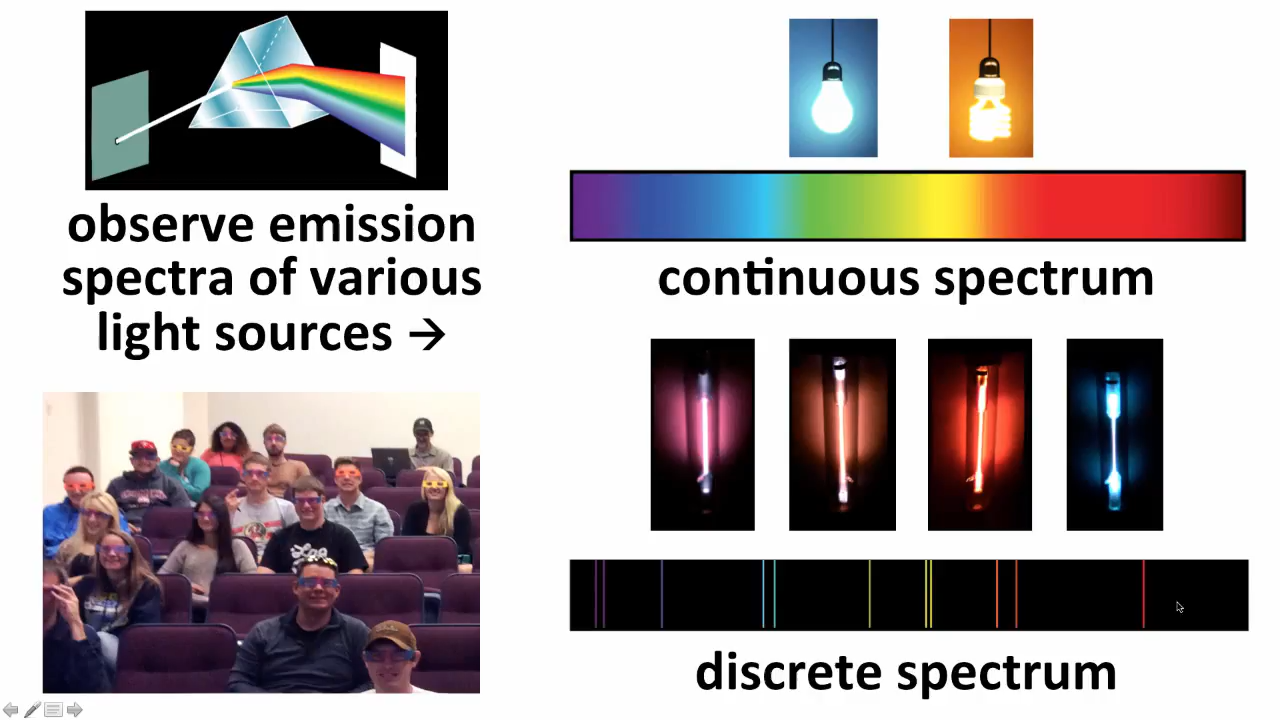 observe emission
spectra of various
light sources →
continuous spectrum
discrete spectrum